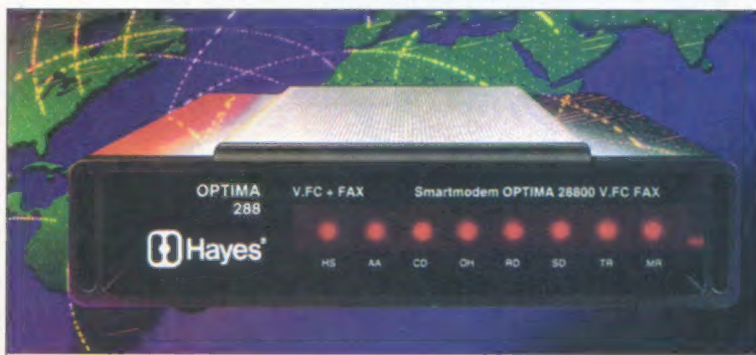 OPTIMA
288
V.FC + FAX
Smartmodem OPTIMA 28800 V.FC FAX
Hayes®
HS AA CD OH RD SD TR MR